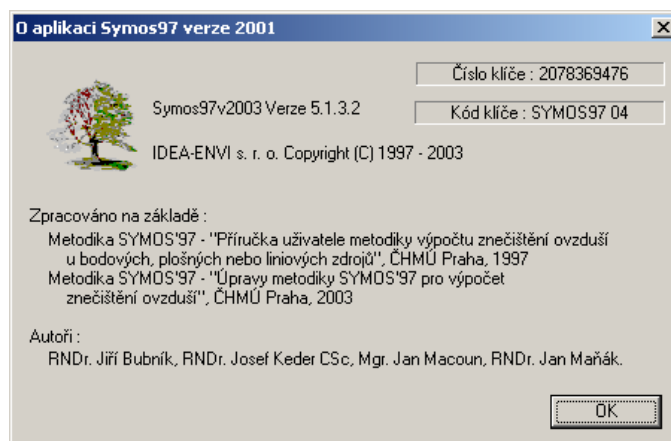 O aplikaci Symos97 verze 2001
Číslo klíče : 2078369476
Symos97v2003 Verze 5.1.3.2
Kód klíče : SYMOS97 04
IDEA-ENVI s. r. o. Copyright (C) 1997 - 2003
Zpracováno na základě :
Metodika SYMOS'97 - "Příručka uživatele metodiky výpočtu znečištění ovzduší
u bodových, plošných nebo liniových zdrojů", ČHMÚ Praha, 1997
Metodika SYMOS'97 - "Úpravy metodiky SYMOS'97 pro výpočet
znečištění ovzduší", ČHMÚ Praha, 2003
Autoři :
RNDr. Jiří Bubník, RNDr. Josef Keder CSc, Mgr. Jan Macoun, RNDr. Jan Maňák.
OK